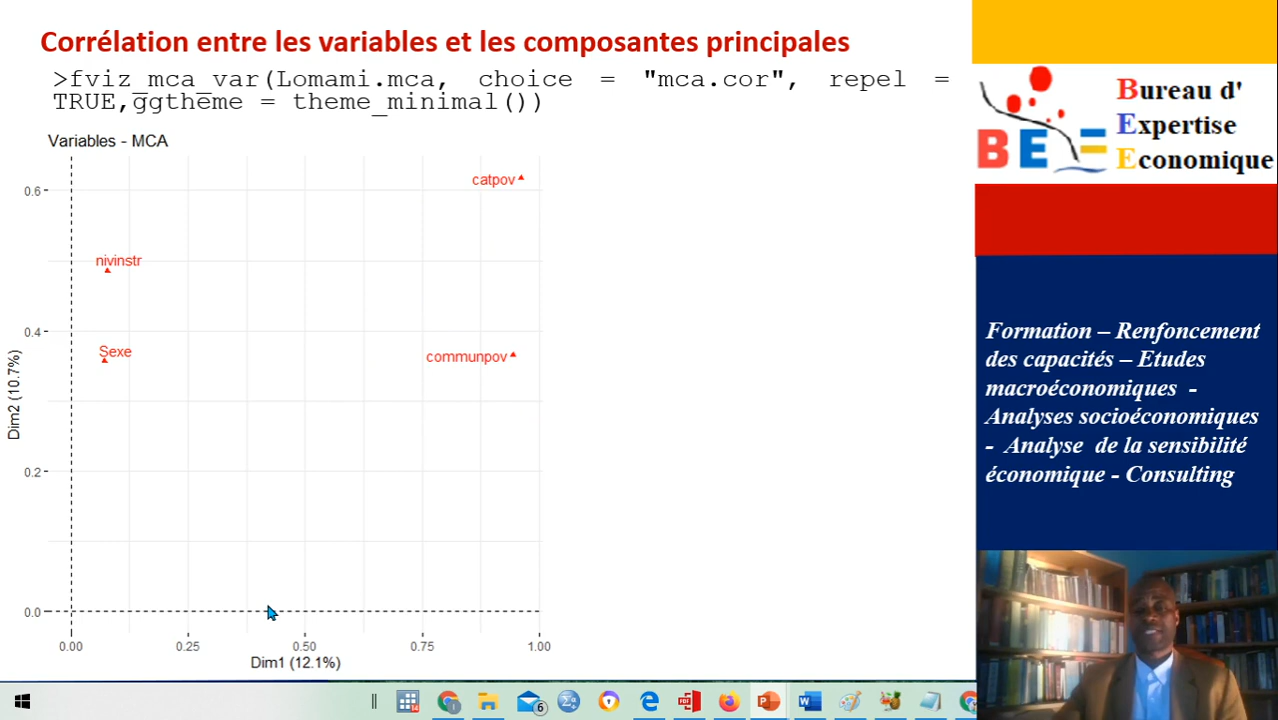 Corrélation entre les variables et les composantes principales
>fviz_mca_var(Lomami.mca, choice = "mca.cor", repel =
TRUE,ggtheme = theme_minimal())
Variables - MCA
catpov
nivinstr
Sexe
communpov
0.6
0.4
0.2
0.0
Dim2 (10.7%)
0.00 0.25 0.50 0.75 1.00
Dim1 (12.1%)
BEE
Bureau d'
Expertise
Economique
Formation – Renfoncement
des capacités – Etudes
macroéconomiques -
Analyses socioéconomiques
- Analyse de la sensibilité
économique - Consulting
6